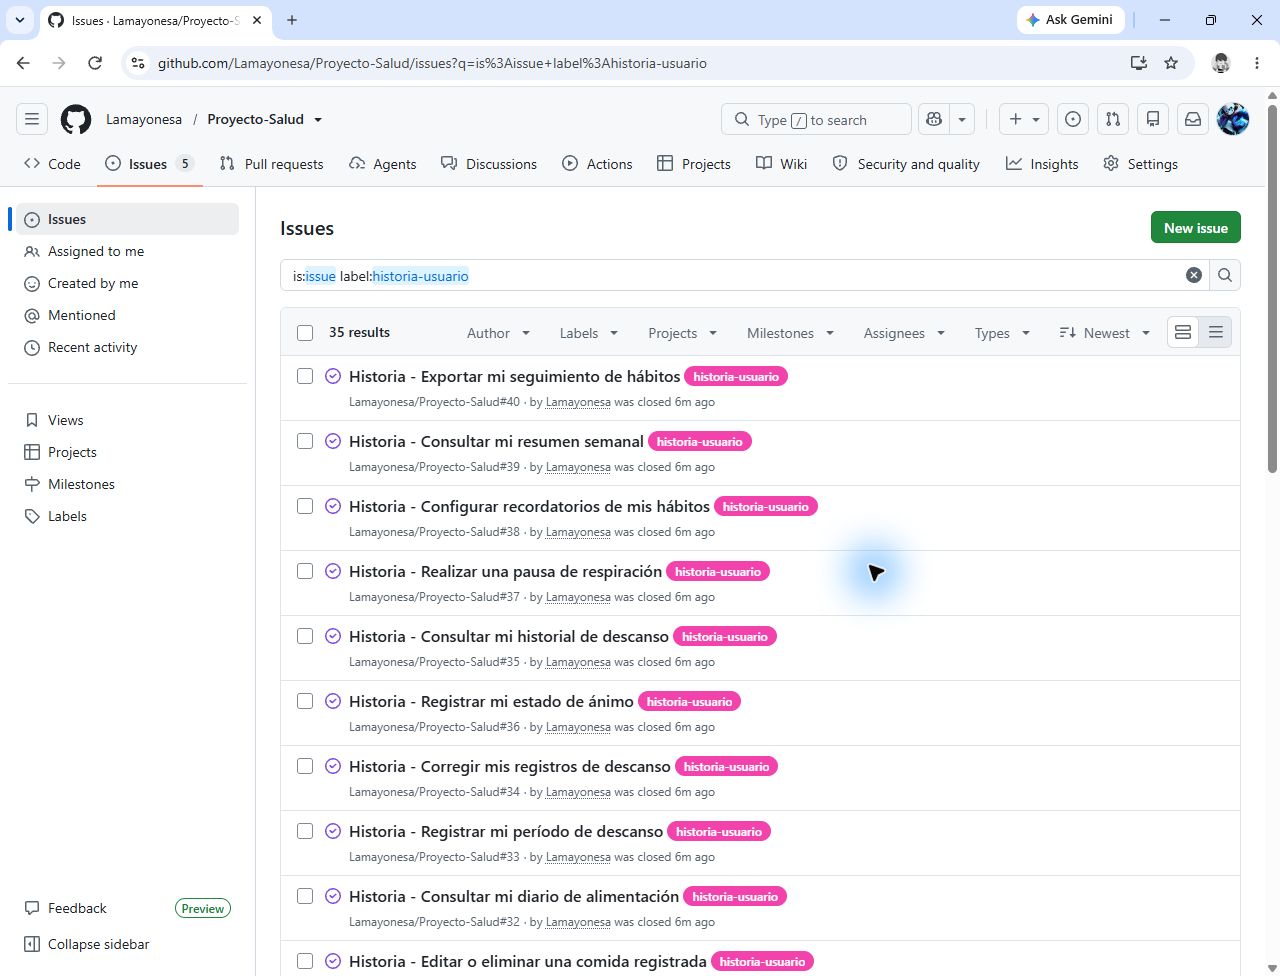 Issues · Lamayonesa/Proyecto-S
Ask Gemini
github.com/Lamayonesa/Proyecto-Salud/issues?q=is%3Aissue+label%3Ahistoria-usuario
Lamayonesa / Proyecto-Salud
Type / to search
Code
Issues 5
Pull requests
Agents
Discussions
Actions
Projects
Wiki
Security and quality
Insights
Settings
Issues
Assigned to me
Created by me
Mentioned
Recent activity
Views
Projects
Milestones
Labels
Feedback Preview
Collapse sidebar
Issues
New issue
is:issue label:historia-usuario
35 results
Author
Labels
Projects
Milestones
Assignees
Types
Newest
Historia - Exportar mi seguimiento de hábitos historia-usuario
Lamayonesa/Proyecto-Salud#40 · by Lamayonesa was closed 6m ago
Historia - Consultar mi resumen semanal historia-usuario
Lamayonesa/Proyecto-Salud#39 · by Lamayonesa was closed 6m ago
Historia - Configurar recordatorios de mis hábitos historia-usuario
Lamayonesa/Proyecto-Salud#38 · by Lamayonesa was closed 6m ago
Historia - Realizar una pausa de respiración historia-usuario
Lamayonesa/Proyecto-Salud#37 · by Lamayonesa was closed 6m ago
Historia - Consultar mi historial de descanso historia-usuario
Lamayonesa/Proyecto-Salud#35 · by Lamayonesa was closed 6m ago
Historia - Registrar mi estado de ánimo historia-usuario
Lamayonesa/Proyecto-Salud#36 · by Lamayonesa was closed 6m ago
Historia - Corregir mis registros de descanso historia-usuario
Lamayonesa/Proyecto-Salud#34 · by Lamayonesa was closed 6m ago
Historia - Registrar mi período de descanso historia-usuario
Lamayonesa/Proyecto-Salud#33 · by Lamayonesa was closed 6m ago
Historia - Consultar mi diario de alimentación historia-usuario
Lamayonesa/Proyecto-Salud#32 · by Lamayonesa was closed 6m ago
Historia - Editar o eliminar una comida registrada historia-usuario